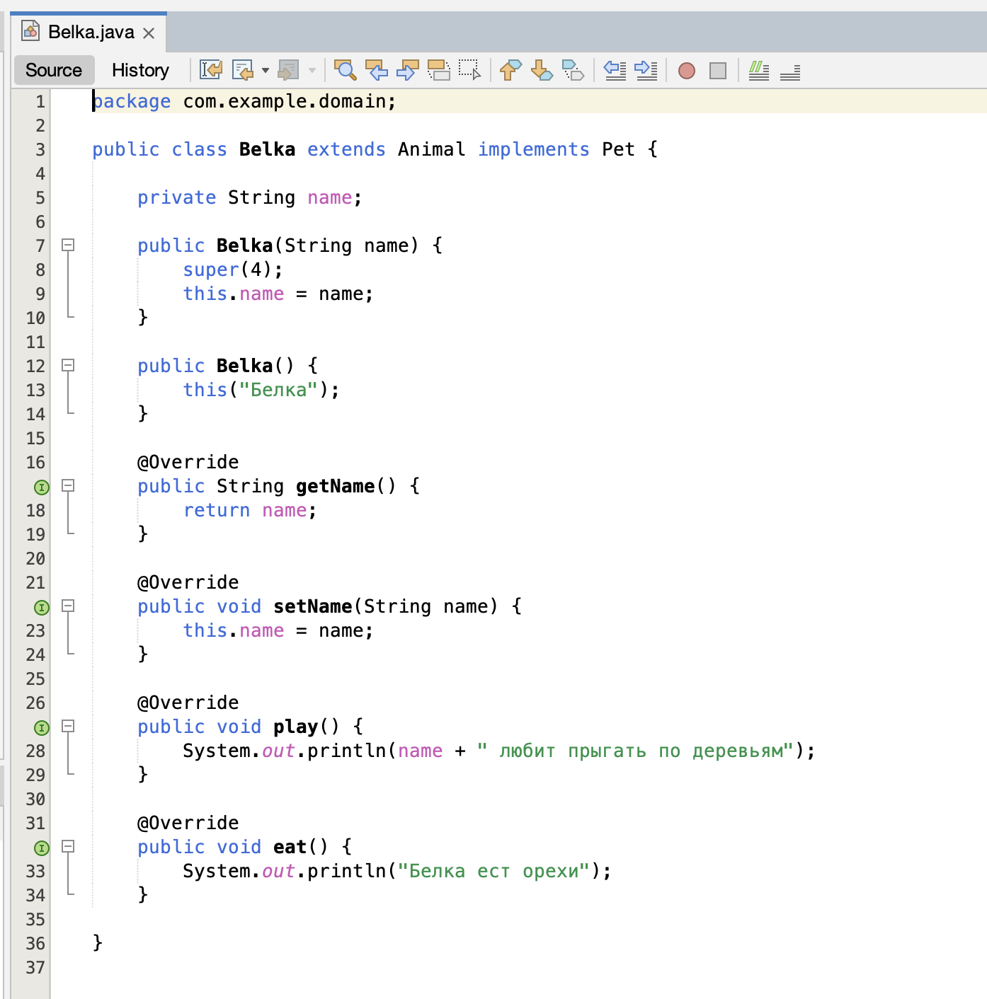 Belka.java
Source History
1 package com.example.domain;
2
3 public class Belka extends Animal implements Pet {
4
5 private String name;
6
7 public Belka(String name) {
8 super(4);
9 this.name = name;
10 }
11
12 public Belka() {
13 this("Белка");
14 }
15
16 @Override
public String getName() {
18 return name;
19 }
20
21 @Override
public void setName(String name) {
23 this.name = name;
24 }
25
26 @Override
public void play() {
28 System.out.println(name + " любит прыгать по деревьям");
29 }
30
31 @Override
public void eat() {
33 System.out.println("Белка ест орехи");
34 }
35
36 }
37